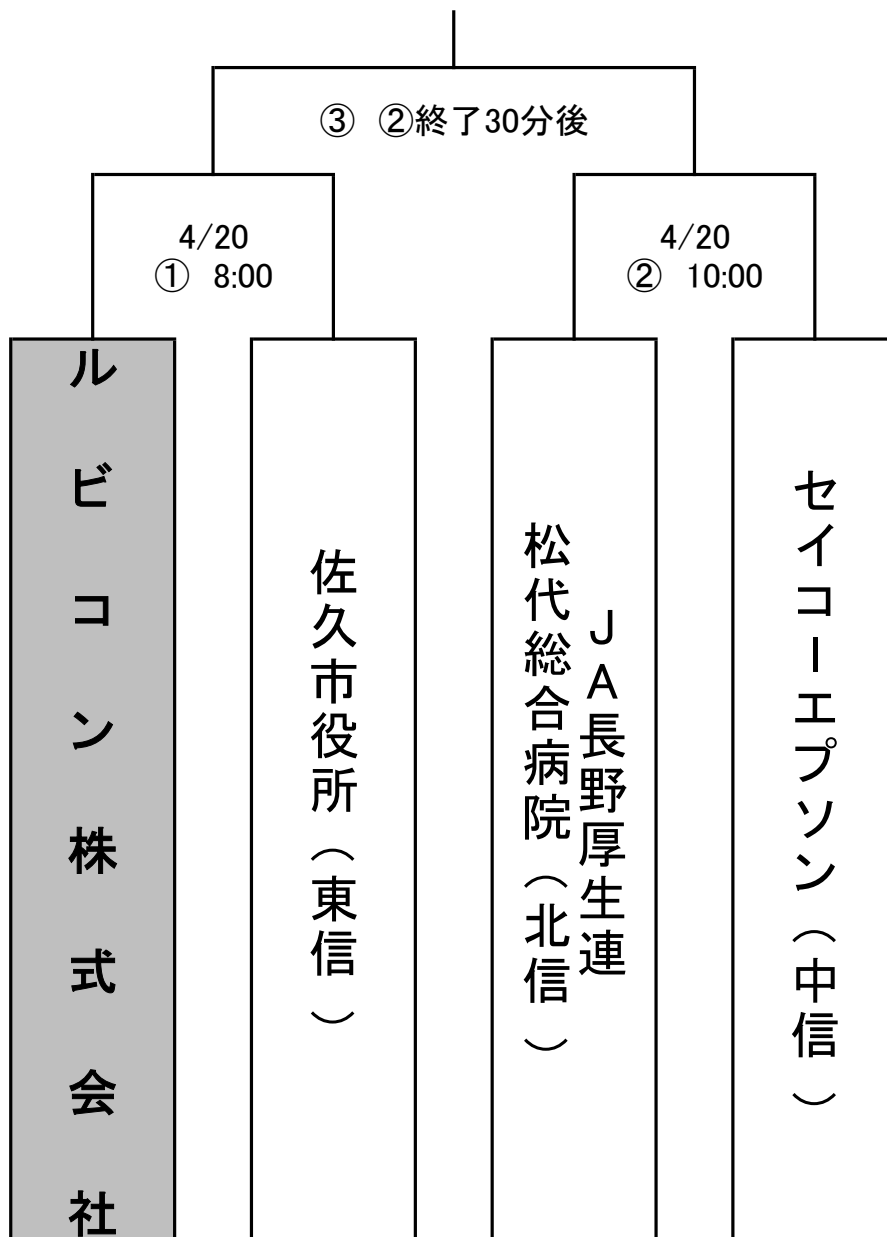 ③ ②終了30分後
4/20
① 8:00
4/20
② 10:00
ルビコン株式会社
佐久市役所（東信）
JA長野厚生連
松代総合病院（北信）
セイコーエプソン（中信）